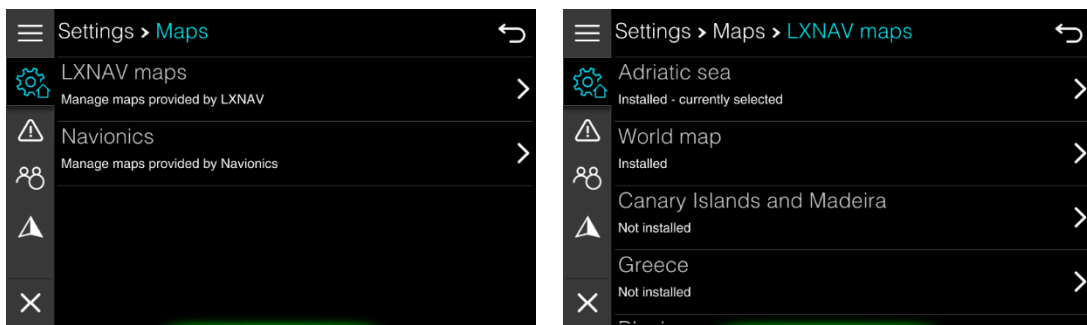 Settings > Maps
LXNAV maps
Manage maps provided by LXNAV
Navionics
Manage maps provided by Navionics
Settings > Maps > LXNAV maps
Adriatic sea
Installed - currently selected
World map
Installed
Canary Islands and Madeira
Not installed
Greece
Not installed